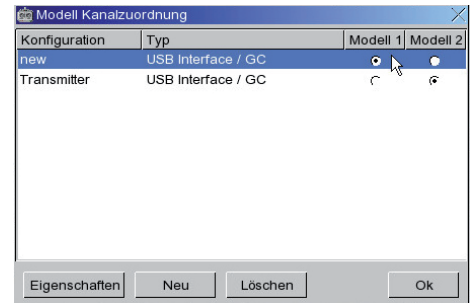 Modell Kanalzuordnung
Konfiguration Typ Modell 1 Modell 2
new USB Interface / GC
Transmitter USB Interface / GC
Eigenschaften Neu Löschen Ok